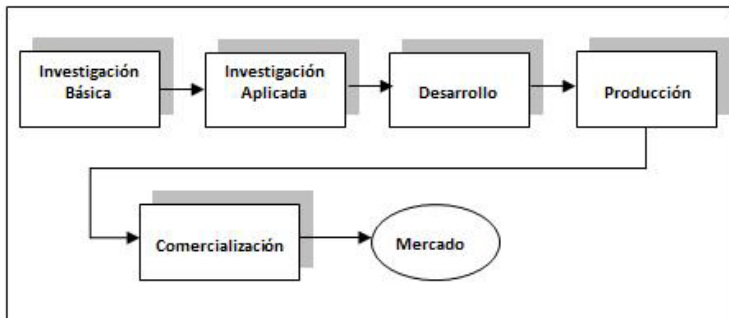 Investigación
Básica
Investigación
Aplicada
Desarrollo
Producción
Comercialización
Mercado